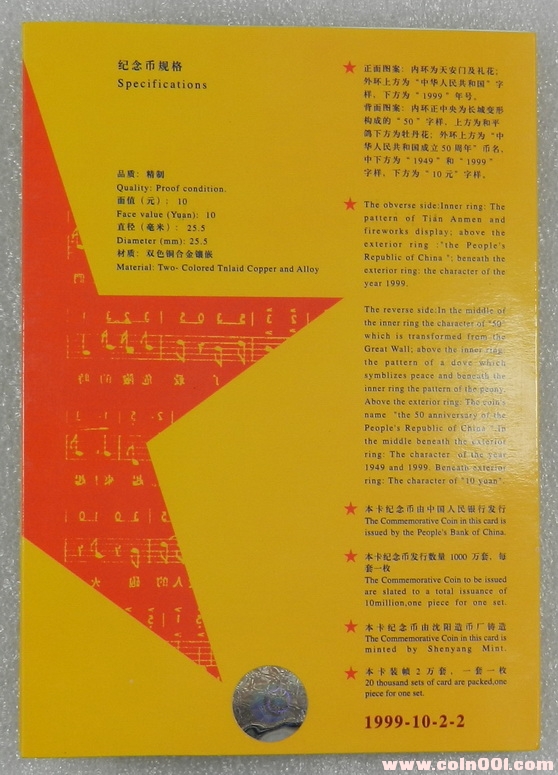 纪念币规格
Specifications
品质：精制
Quality: Proof condition.
面值（元）：10
Face value (Yuan): 10
直径（毫米）：25.5
Diameter (mm): 25.5
材质：双色铜合金镶嵌
Material: Two- Colored Tnlaid Copper and Alloy
★ 正面图案：内环为天安门及礼花；
外环上方为“中华人民共和国”字
样，下方为“1999”年号。
背面图案：内环正中央为长城变形
构成的“50”字样，上方为和平
鸽下方为牡丹花；外环上方为“中
华人民共和国成立50周年”币名，
中下方为“1949”和“1999”
字样，下方为“10元”字样。
★ The obverse side:Inner ring: The
pattern of Tian Anmen and
fireworks display; above the
exterior ring :"the People's
Republic of China "; beneath the
exterior ring: the character of the
year 1999.
The reverse side:In the middle of
the inner ring the character of "50"
which is transformed from the
Great Wall; above the inner ring:
the pattern of a dove which
symblizes peace and beneath the
inner ring the pattern of the peony.
Above the exterior ring: The coin's
name "the 50 anniversary of the
People's Republic of China ".In
the middle beneath the exterior
ring: The character of the year
1949 and 1999. Beneath exterior
ring: The character of "10 yuan".
★ 本卡纪念币由中国人民银行发行
The Commemorative Coin in this card is
issued by the People's Bank of China.
★ 本卡纪念币发行数量1000万套，每
套一枚
The Commemorative Coin to be issued
are slated to a total issuance of
10million,one piece for one set.
★ 本卡纪念币由沈阳造币厂铸造
The Commemorative Coin in this card is
minted by Shenyang Mint.
★ 本卡装帧2万套，一套一枚
20 thousand sets of card are packed,one
piece for one set.
1999-10-2-2
www.coin001.com